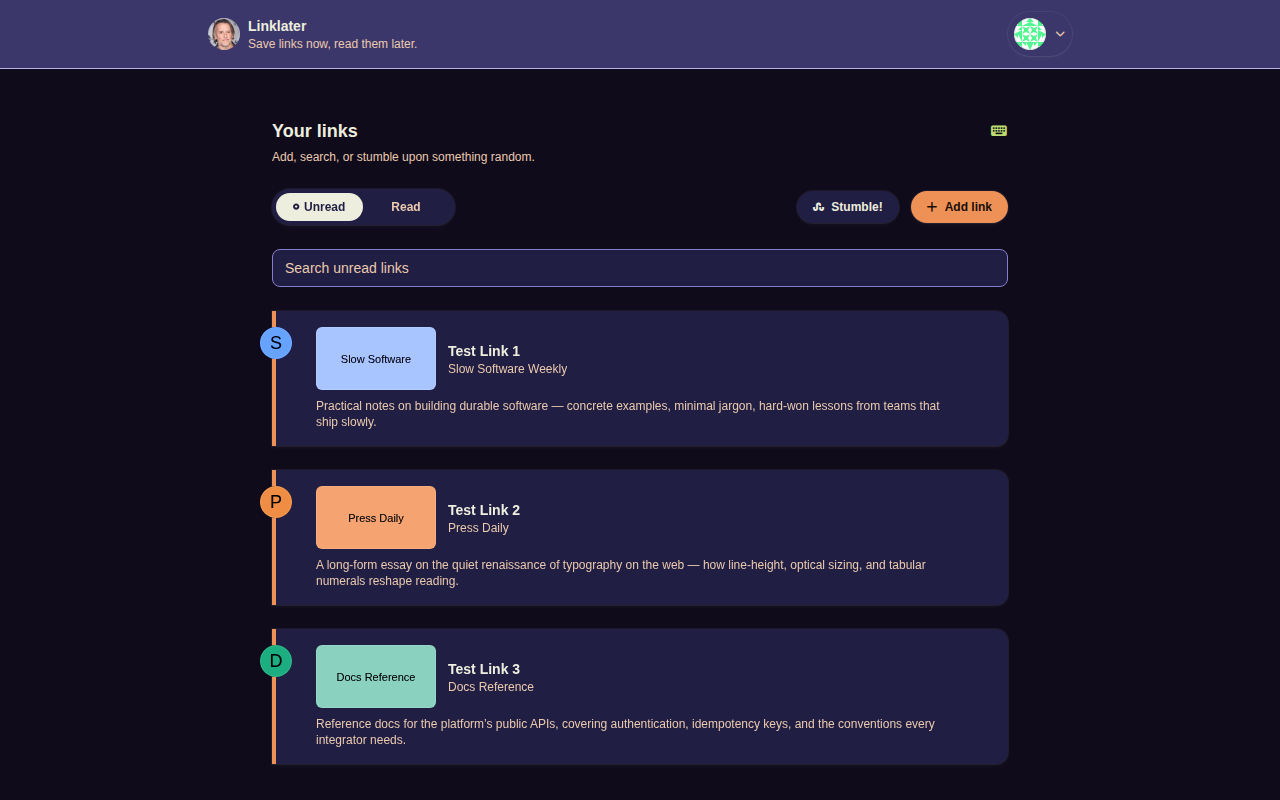 Linklater
Save links now, read them later.
Your links
Add, search, or stumble upon something random.
Unread
Read
Stumble!
Add link
Search unread links
S
Slow Software
Test Link 1
Slow Software Weekly
Practical notes on building durable software — concrete examples, minimal jargon, hard-won lessons from teams that
ship slowly.
P
Press Daily
Test Link 2
Press Daily
A long-form essay on the quiet renaissance of typography on the web — how line-height, optical sizing, and tabular
numerals reshape reading.
D
Docs Reference
Test Link 3
Docs Reference
Reference docs for the platform's public APIs, covering authentication, idempotency keys, and the conventions every
integrator needs.